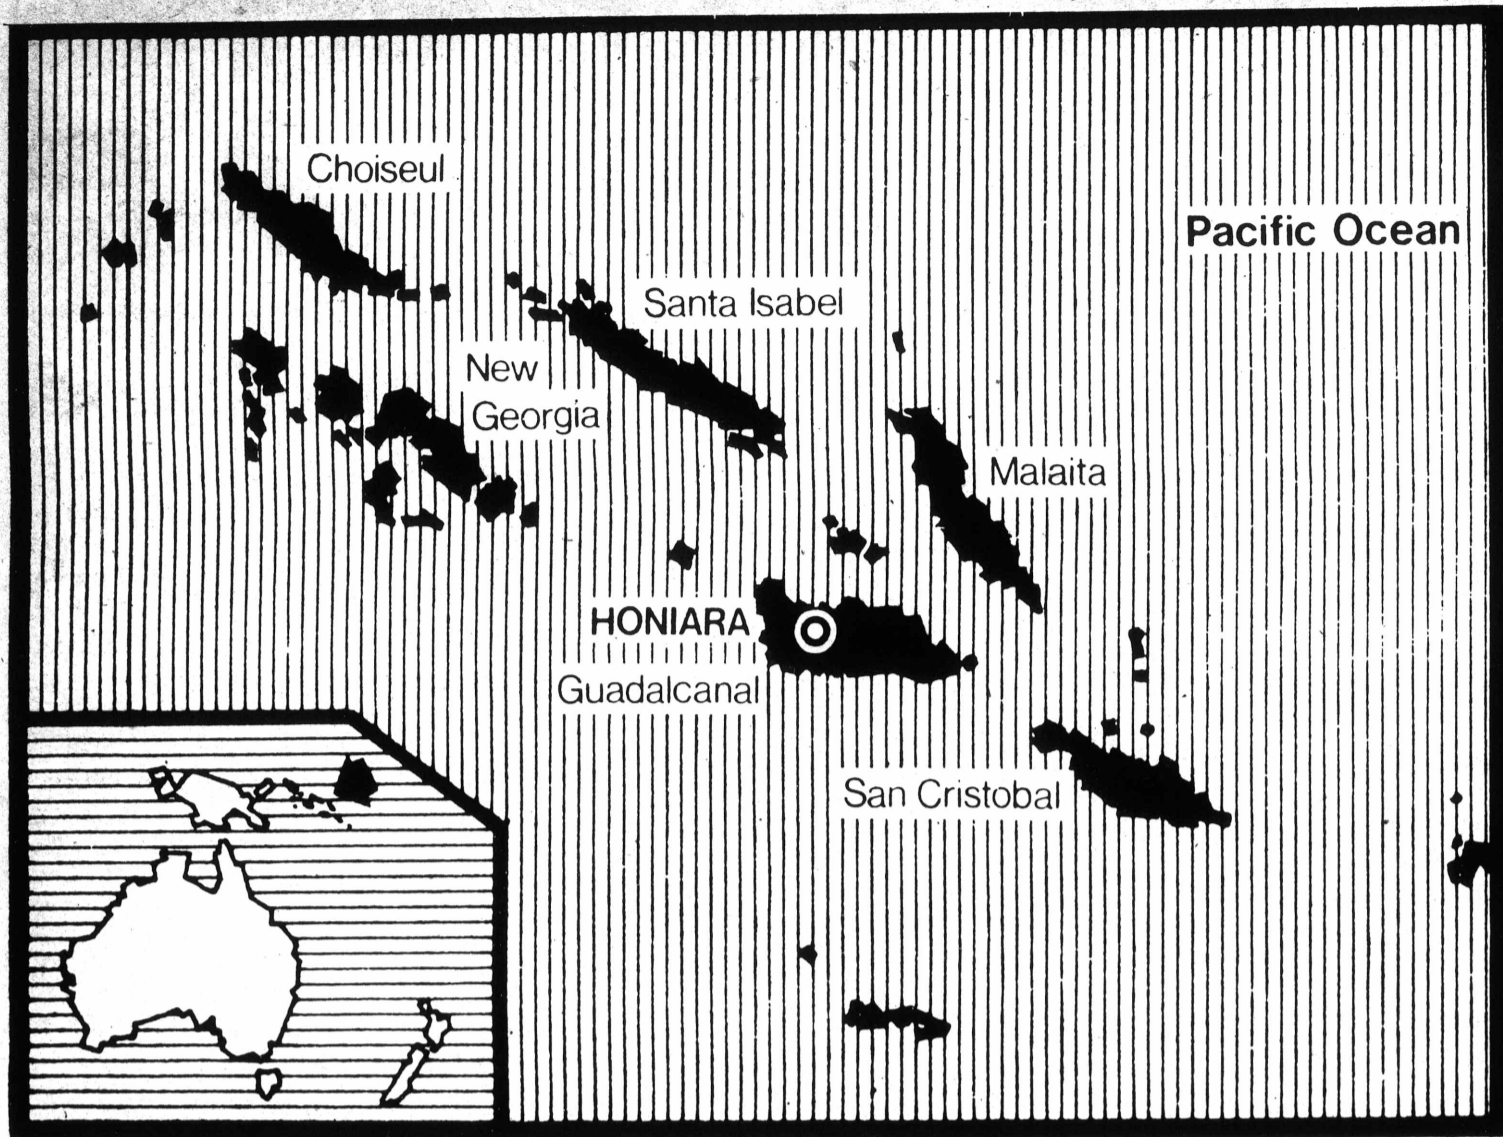 Choiseul
Pacific Ocean
Santa Isabel
New
Georgia
Malaita
HONIARA
Guadalcanal
San Cristobal